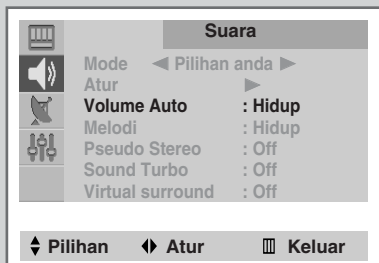 Suara
Mode ◀ Pilihan anda ▶
Atur ▶
Volume Auto : Hidup
Melodi : Hidup
Pseudo Stereo : Off
Sound Turbo : Off
Virtual surround : Off
Pilihan Atur Keluar